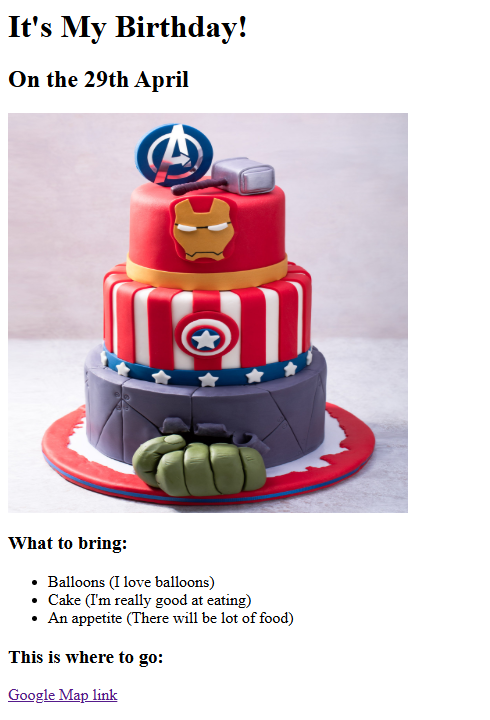 It's My Birthday!
On the 29th April
What to bring:
Balloons (I love balloons)
Cake (I'm really good at eating)
An appetite (There will be lot of food)
This is where to go:
Google Map link